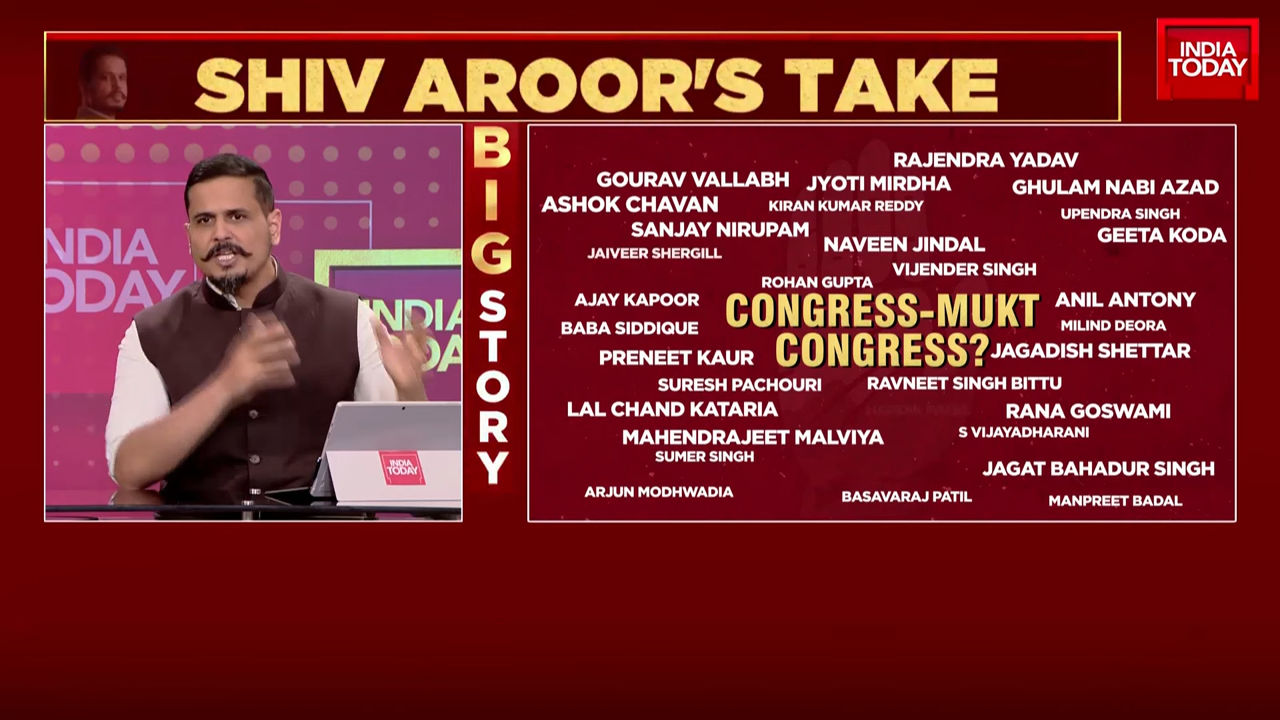 SHIV AROOR'S TAKE
INDIA
TODAY
NDIA
ODAY
INDIA
TODAY
BIG
STORY
RAJENDRA YADAV
GOURAV VALLABH
JYOTI MIRDHA
GHULAM NABI AZAD
ASHOK CHAVAN
KIRAN KUMAR REDDY
UPENDRA SINGH
SANJAY NIRUPAM
GEETA KODA
NAVEEN JINDAL
JAIVEER SHERGILL
VIJENDER SINGH
ROHAN GUPTA
AJAY KAPOOR
CONGRESS-MUKT
CONGRESS?
ANIL ANTONY
BABA SIDDIQUE
MILIND DEORA
PRENEET KAUR
JAGADISH SHETTAR
SURESH PACHOURI
RAVNEET SINGH BITTU
LAL CHAND KATARIA
RANA GOSWAMI
MAHENDRAJEET MALVIYA
S VIJAYADHARANI
SUMER SINGH
JAGAT BAHADUR SINGH
ARJUN MODHWADIA
BASAVARAJ PATIL
MANPREET BADAL